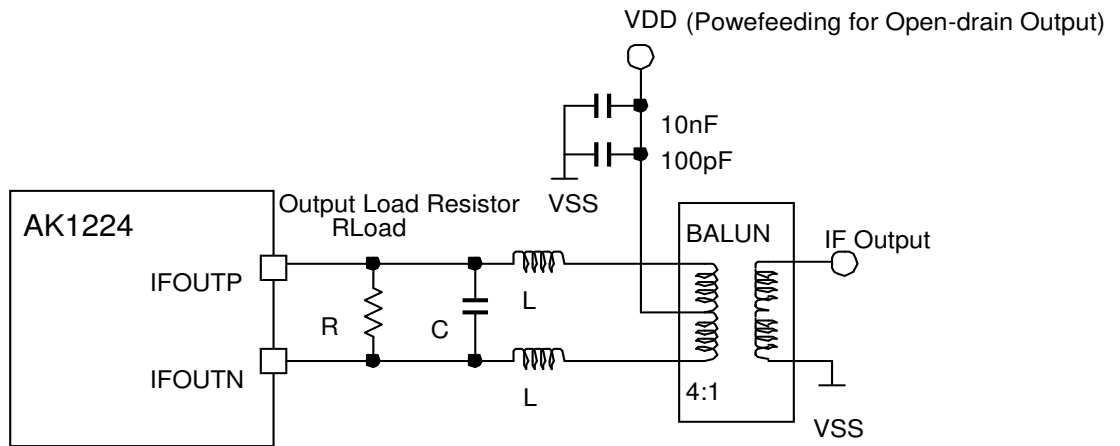 VDD (Powefeeding for Open-drain Output)
10nF
100pF
VSS
Output Load Resistor
RLoad
AK1224
BALUN
IF Output
IFOUTP
L
R
C
IFOUTN
L
4:1
VSS